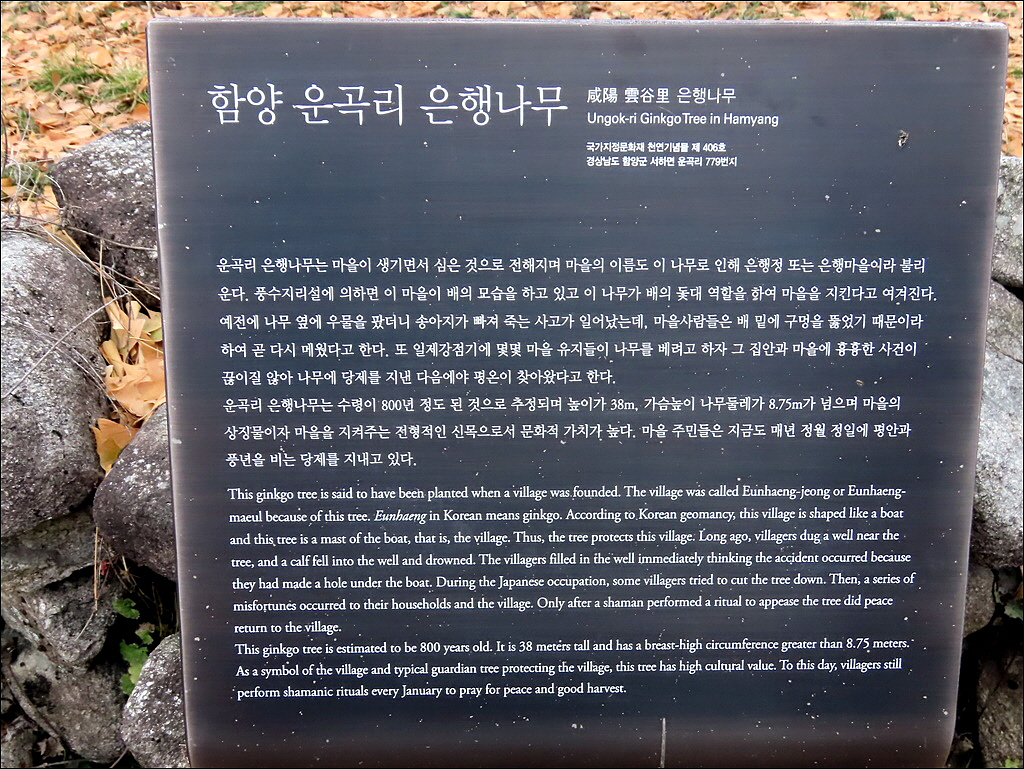 함양 운곡리 은행나무
咸陽 雲谷里 은행나무
Ungok-ri Ginkgo Tree in Hamyang
국가지정문화재 천연기념물 제 406호
경상남도 함양군 서하면 운곡리 779번지
운곡리 은행나무는 마을이 생기면서 심은 것으로 전해지며 마을의 이름도 이 나무로 인해 은행정 또는 은행마을이라 불리
운다. 풍수지리설에 의하면 이 마을이 배의 모습을 하고 있고 이 나무가 배의 돛대 역할을 하여 마을을 지킨다고 여겨진다.
예전에 나무 옆에 우물을 팠더니 송아지가 빠져 죽는 사고가 일어났는데, 마을사람들은 배 밑에 구멍을 뚫었기 때문이라
하여 곧 다시 메웠다고 한다. 또 일제강점기에 몇몇 마을 유지들이 나무를 베려고 하자 그 집안과 마을에 흉흉한 사건이
끊이질 않아 나무에 당제를 지낸 다음에야 평온이 찾아왔다고 한다.
운곡리 은행나무는 수령이 800년 정도 된 것으로 추정되며 높이가 38m, 가슴높이 나무둘레가 8.75m가 넘으며 마을의
상징물이자 마을을 지켜주는 전형적인 신목으로서 문화적 가치가 높다. 마을 주민들은 지금도 매년 정월 정일에 평안과
풍년을 비는 당제를 지내고 있다.
This ginkgo tree is said to have been planted when a village was founded. The village was called Eunhaeng-jeong or Eunhaeng-
maeul because of this tree. Eunhaeng in Korean means ginkgo. According to Korean geomancy, this village is shaped like a boat
and this tree is a mast of the boat, that is, the village. Thus, the tree protects this village. Long ago, villagers dug a well near the
tree, and a calf fell into the well and drowned. The villagers filled in the well immediately thinking the accident occurred because
they had made a hole under the boat. During the Japanese occupation, some villagers tried to cut the tree down. Then, a series of
misfortunes occurred to their households and the village. Only after a shaman performed a ritual to appease the tree did peace
return to the village.
This ginkgo tree is estimated to be 800 years old. It is 38 meters tall and has a breast-high circumference greater than 8.75 meters.
As a symbol of the village and typical guardian tree protecting the village, this tree has high cultural value. To this day, villagers still
perform shamanic rituals every January to pray for peace and good harvest.